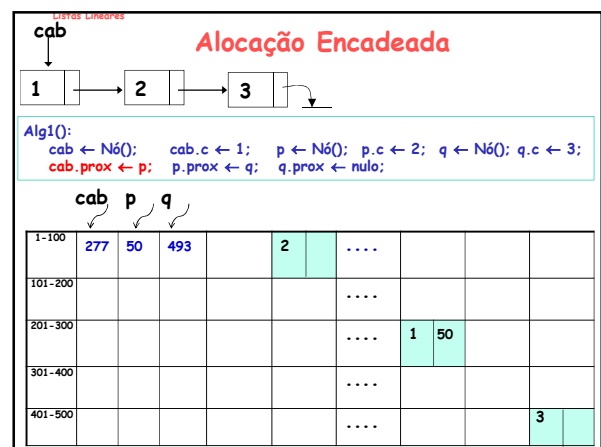 Listas Lineares
cab
Alocação Encadeada
1 2 3
Alg1():
cab ← Nó(); cab.c ← 1; p ← Nó(); p.c ← 2; q ← Nó(); q.c ← 3;
cab.prox ← p; p.prox ← q; q.prox ← nulo;
cab p q
1-100 277 50 493 2 ....
101-200 ....
201-300 .... 1 50
301-400 ....
401-500 .... 3